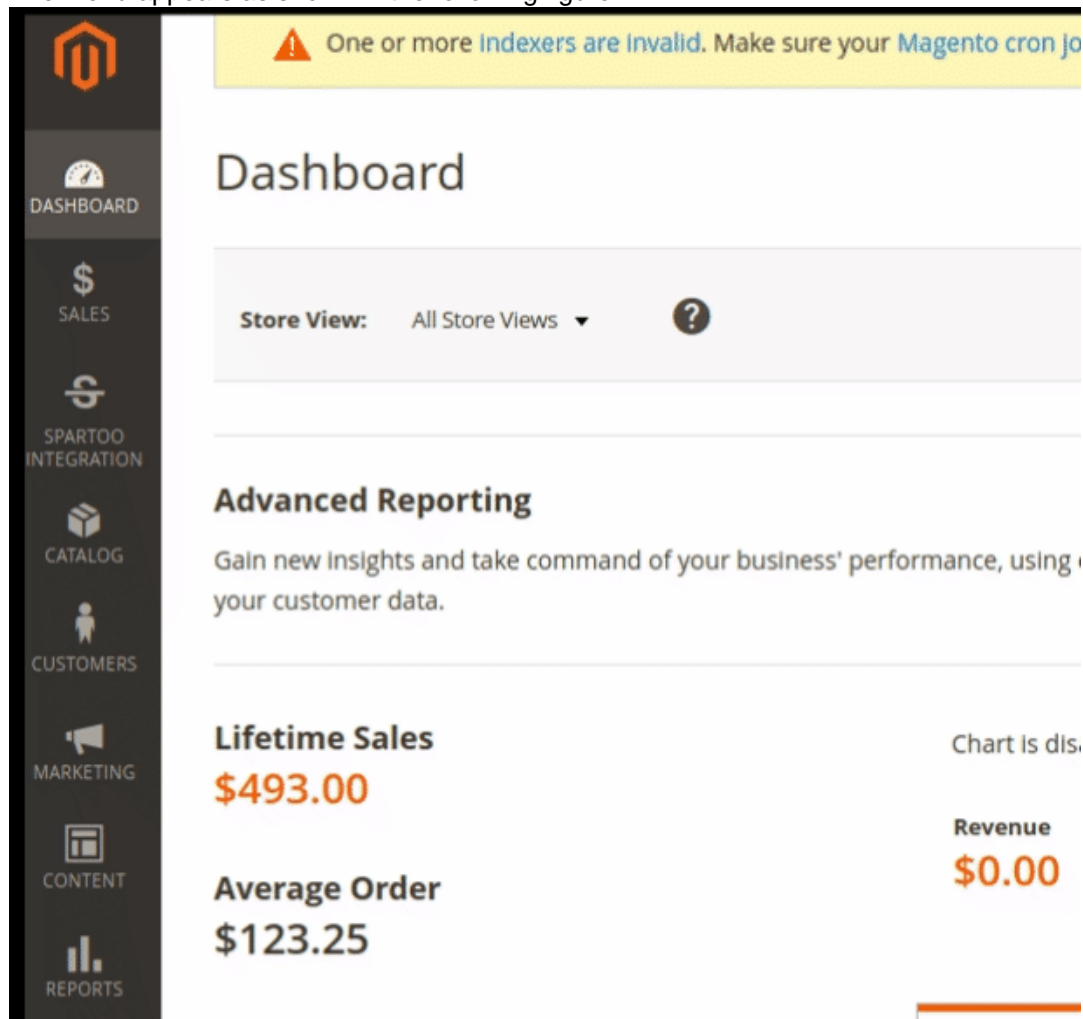 One or more indexers are invalid. Make sure your Magento cron jo
DASHBOARD
SALES
SPARTOO
INTEGRATION
CATALOG
CUSTOMERS
MARKETING
CONTENT
REPORTS
Dashboard
Store View: All Store Views
?
Advanced Reporting
Gain new insights and take command of your business' performance, using
your customer data.
Lifetime Sales
$493.00
Average Order
$123.25
Chart is dis
Revenue
$0.00